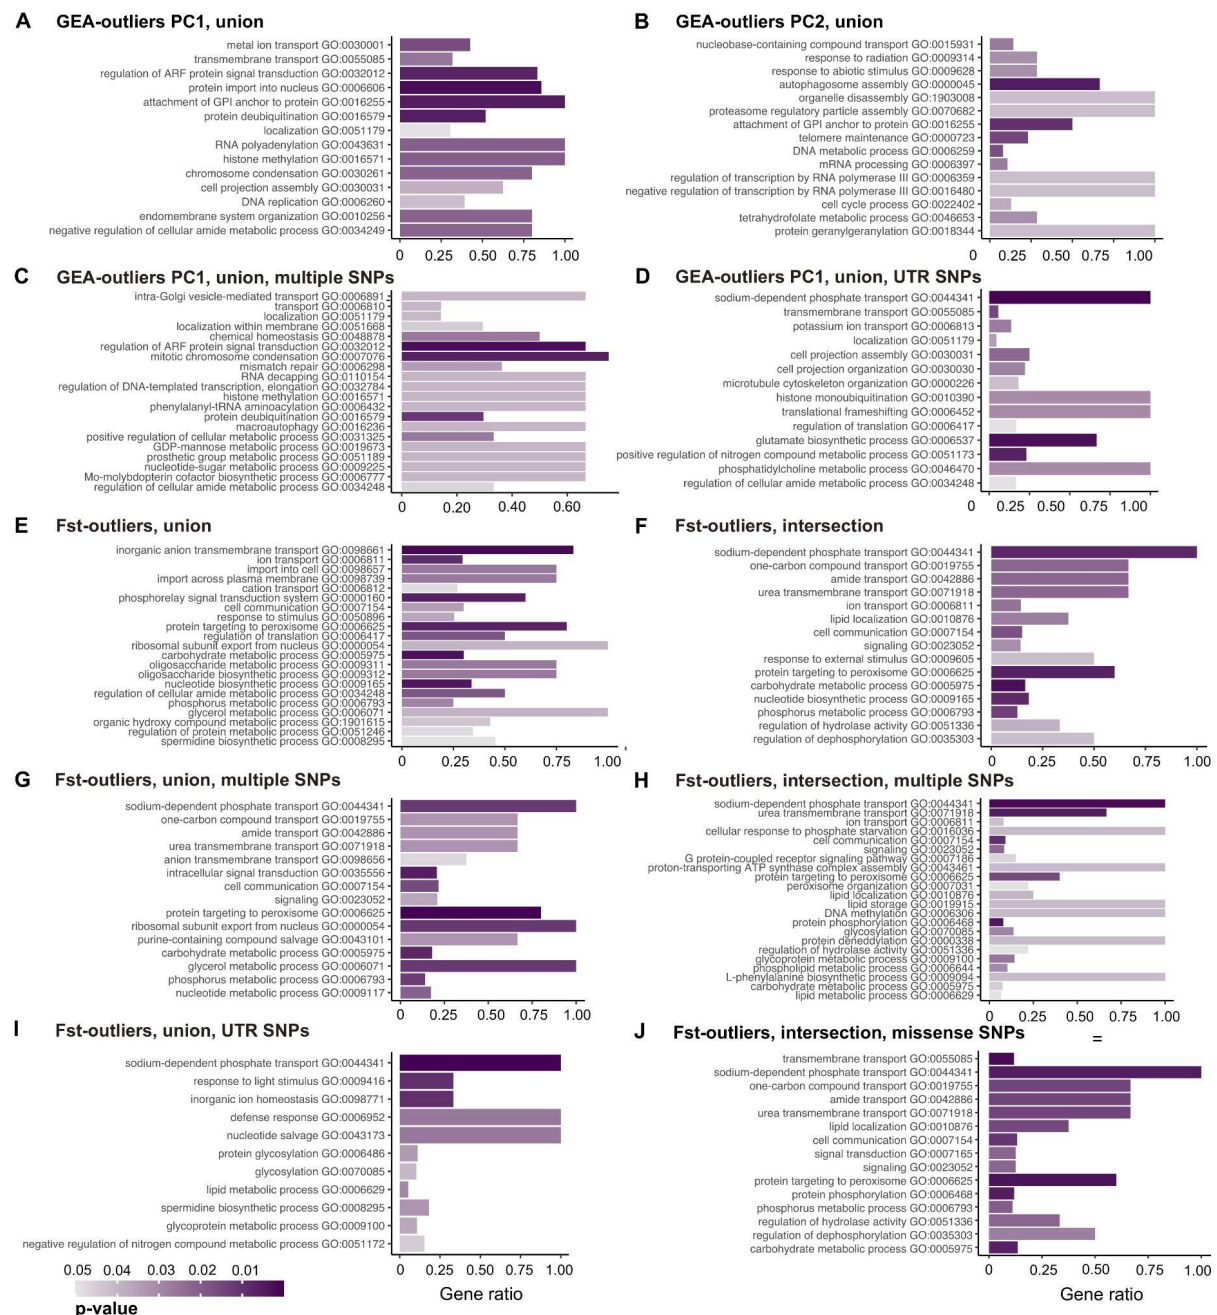 A GEA-outliers PC1, union
metal ion transport GO:0030001
transmembrane transport GO:0055085
regulation of ARF protein signal transduction GO:0032012
protein import into nucleus GO:0006606
attachment of GPI anchor to protein GO:0016255
protein deubiquitination GO:0016579
localization GO:0051179
RNA polyadenylation GO:0043631
histone methylation GO:0016571
chromosome condensation GO:0030261
cell projection assembly GO:0030031
DNA replication GO:0006260
endomembrane system organization GO:0010256
negative regulation of cellular amide metabolic process GO:0034249
0 0.25 0.50 0.75 1.00
B GEA-outliers PC2, union
nucleobase-containing compound transport GO:0015931
response to radiation GO:0009314
response to abiotic stimulus GO:0009628
autophagosome assembly GO:0000045
organelle disassembly GO:1903008
proteasome regulatory particle assembly GO:0070682
attachment of GPI anchor to protein GO:0016255
telomere maintenance GO:0000723
DNA metabolic process GO:0006259
mRNA processing GO:0006397
regulation of transcription by RNA polymerase III GO:0006359
negative regulation of transcription by RNA polymerase III GO:0016480
cell cycle process GO:0022402
tetrahydrofolate metabolic process GO:0046653
protein geranylgeranylation GO:0018344
0 0.25 0.50 0.75 1.00
C GEA-outliers PC1, union, multiple SNPs
intra-Golgi vesicle-mediated transport GO:0006891
transport GO:0006810
localization GO:0051179
localization within membrane GO:0051668
chemical homeostasis GO:0048878
regulation of ARF protein signal transduction GO:0032012
mitotic chromosome condensation GO:0007076
mismatch repair GO:0006298
RNA decapping GO:0110154
regulation of DNA-templated transcription, elongation GO:0032784
histone methylation GO:0016571
phenylalanyl-tRNA aminoacylation GO:0006432
protein deubiquitination GO:0016579
macroautophagy GO:0016236
positive regulation of cellular metabolic process GO:0031325
GDP-mannose metabolic process GO:0019673
prosthetic group metabolic process GO:0051189
nucleotide-sugar metabolic process GO:0009225
Mo-molybdopterin cofactor biosynthetic process GO:0006777
regulation of cellular amide metabolic process GO:0034248
0 0.20 0.40 0.60
D GEA-outliers PC1, union, UTR SNPs
sodium-dependent phosphate transport GO:0044341
transmembrane transport GO:0055085
potassium ion transport GO:0006813
localization GO:0051179
cell projection assembly GO:0030031
cell projection organization GO:0030030
microtubule cytoskeleton organization GO:0000226
histone monoubiquitination GO:0010390
translational frameshifting GO:0006452
regulation of translation GO:0006417
glutamate biosynthetic process GO:0006537
positive regulation of nitrogen compound metabolic process GO:0051173
phosphatidylcholine metabolic process GO:0046470
regulation of cellular amide metabolic process GO:0034248
0 0.25 0.50 0.75 1.00
E Fst-outliers, union
inorganic anion transmembrane transport GO:0098661
ion transport GO:0006811
import into cell GO:0098657
import across plasma membrane GO:0098739
cation transport GO:0006812
phosphorelay signal transduction system GO:0000160
cell communication GO:0007154
response to stimulus GO:0050896
protein targeting to peroxisome GO:0006625
regulation of translation GO:0006417
ribosomal subunit export from nucleus GO:0000054
carbohydrate metabolic process GO:0005975
oligosaccharide metabolic process GO:0009311
oligosaccharide biosynthetic process GO:0009312
nucleotide biosynthetic process GO:0009165
regulation of cellular amide metabolic process GO:0034248
phosphorus metabolic process GO:0006793
glycerol metabolic process GO:0006071
organic hydroxy compound metabolic process GO:1901615
regulation of protein metabolic process GO:0051246
spermidine biosynthetic process GO:0008295
0 0.25 0.50 0.75 1.00
F Fst-outliers, intersection
sodium-dependent phosphate transport GO:0044341
one-carbon compound transport GO:0019755
amide transport GO:0042886
urea transmembrane transport GO:0071918
ion transport GO:0006811
lipid localization GO:0010876
cell communication GO:0007154
signaling GO:0023052
response to external stimulus GO:0009605
protein targeting to peroxisome GO:0006625
carbohydrate metabolic process GO:0005975
nucleotide biosynthetic process GO:0009165
phosphorus metabolic process GO:0006793
regulation of hydrolase activity GO:0051336
regulation of dephosphorylation GO:0035303
0 0.25 0.50 0.75 1.00
G Fst-outliers, union, multiple SNPs
sodium-dependent phosphate transport GO:0044341
one-carbon compound transport GO:0019755
amide transport GO:0042886
urea transmembrane transport GO:0071918
anion transmembrane transport GO:0098656
intracellular signal transduction GO:0035556
cell communication GO:0007154
signaling GO:0023052
protein targeting to peroxisome GO:0006625
ribosomal subunit export from nucleus GO:0000054
purine-containing compound salvage GO:0043101
carbohydrate metabolic process GO:0005975
glycerol metabolic process GO:0006071
phosphorus metabolic process GO:0006793
nucleotide metabolic process GO:0009117
0 0.25 0.50 0.75 1.00
H Fst-outliers, intersection, multiple SNPs
sodium-dependent phosphate transport GO:0044341
urea transmembrane transport GO:0071918
ion transport GO:0006811
cellular response to phosphate starvation GO:0016036
cell communication GO:0007154
signaling GO:0023052
G protein-coupled receptor signaling pathway GO:0007186
proton-transporting ATP synthase complex assembly GO:0043461
protein targeting to peroxisome GO:0006625
peroxisome organization GO:0007031
lipid localization GO:0010876
lipid storage GO:0019915
DNA methylation GO:0006306
protein phosphorylation GO:0006468
glycosylation GO:0070085
protein deneddylation GO:0000338
regulation of hydrolase activity GO:0051336
glycoprotein metabolic process GO:0009100
phospholipid metabolic process GO:0006644
L-phenylalanine biosynthetic process GO:0009094
carbohydrate metabolic process GO:0005975
lipid metabolic process GO:0006629
0 0.25 0.50 0.75 1.00
I Fst-outliers, union, UTR SNPs
sodium-dependent phosphate transport GO:0044341
response to light stimulus GO:0009416
inorganic ion homeostasis GO:0098771
defense response GO:0006952
nucleotide salvage GO:0043173
protein glycosylation GO:0006486
glycosylation GO:0070085
lipid metabolic process GO:0006629
spermidine biosynthetic process GO:0008295
glycoprotein metabolic process GO:0009100
negative regulation of nitrogen compound metabolic process GO:0051172
0 0.25 0.50 0.75 1.00
Gene ratio
0.05 0.04 0.03 0.02 0.01
p-value
J Fst-outliers, intersection, missense SNPs
=
transmembrane transport GO:0055085
sodium-dependent phosphate transport GO:0044341
one-carbon compound transport GO:0019755
amide transport GO:0042886
urea transmembrane transport GO:0071918
lipid localization GO:0010876
cell communication GO:0007154
signal transduction GO:0007165
signaling GO:0023052
protein targeting to peroxisome GO:0006625
protein phosphorylation GO:0006468
phosphorus metabolic process GO:0006793
regulation of hydrolase activity GO:0051336
regulation of dephosphorylation GO:0035303
carbohydrate metabolic process GO:0005975
0 0.25 0.50 0.75 1.00
Gene ratio